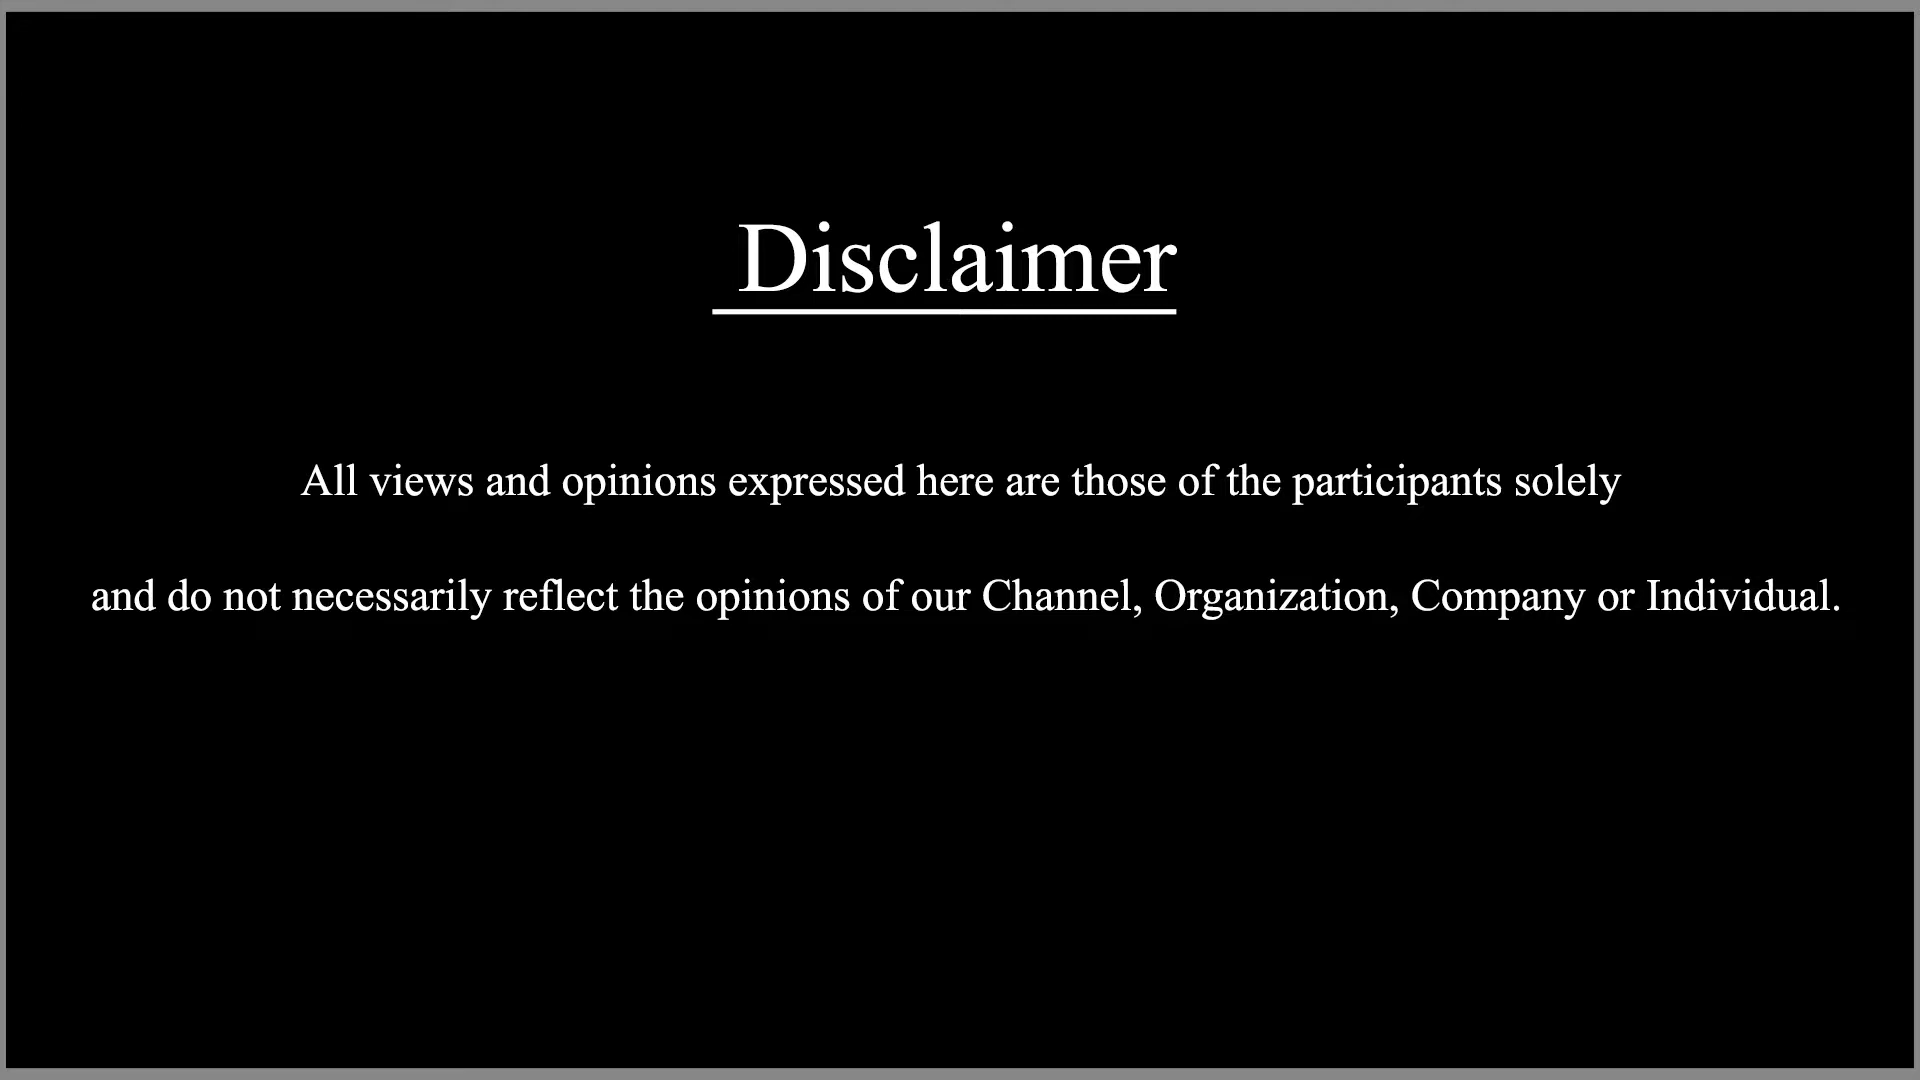 Disclaimer
All views and opinions expressed here are those of the participants solely
and do not necessarily reflect the opinions of our Channel, Organization, Company or Individual.